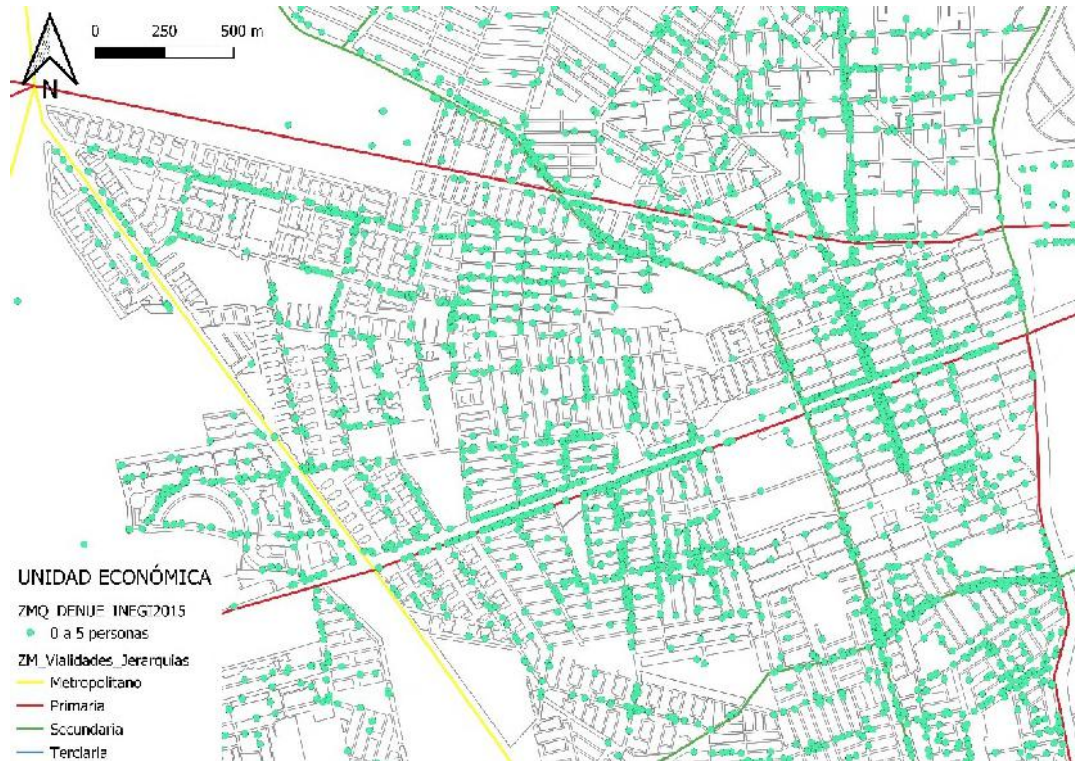 0 250 500 m
N
UNIDAD ECONÓMICA
ZMQ_DENUE_INEGI2015
0 a 5 personas
ZM_Vialidades_Jerarquias
Metropolitano
Primaria
Secundaria
Terciaria